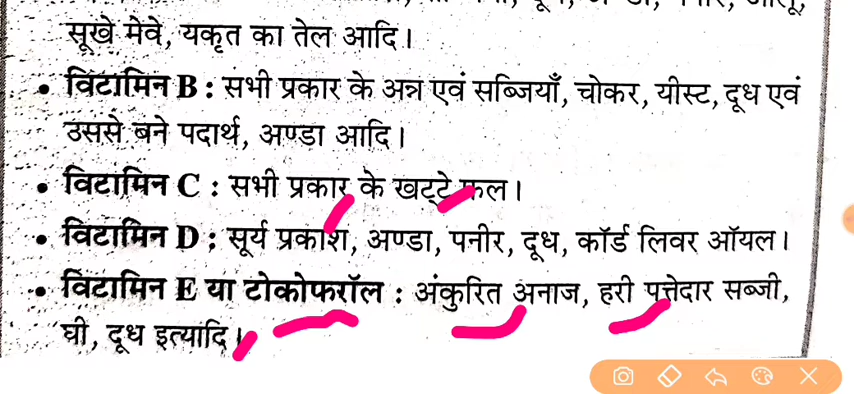 सूखे मेवे, यकृत का तेल आदि।
• विटामिन B : सभी प्रकार के अन्न एवं सब्जियाँ, चोकर, यीस्ट, दूध एवं
उससे बने पदार्थ, अण्डा आदि।
• विटामिन C : सभी प्रकार के खट्टे फल।
• विटामिन D ; सूर्य प्रकाश, अण्डा, पनीर, दूध, कॉर्ड लिवर ऑयल।
• विटामिन E या टोकोफरॉल : अंकुरित अनाज, हरी पत्तेदार सब्जी,
घी, दूध इत्यादि।